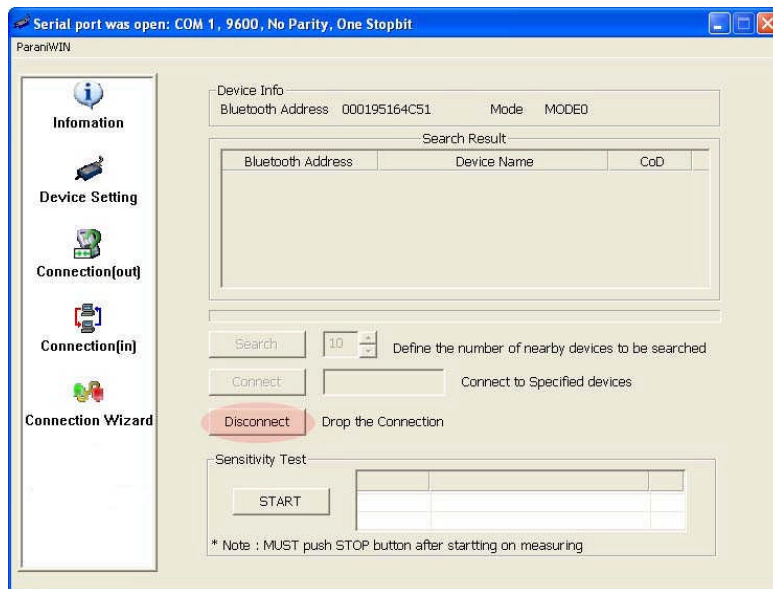 Serial port was open: COM 1, 9600, No Parity, One Stopbit
ParaniWIN
Infomation
Device Setting
Connection(out)
Connection(in)
Connection Wizard
Device Info
Bluetooth Address 000195164C51 Mode MODE0
Search Result
Bluetooth Address Device Name CoD
Search 10 Define the number of nearby devices to be searched
Connect Connect to Specified devices
Disconnect Drop the Connection
Sensitivity Test
START
* Note : MUST push STOP button after startting on measuring